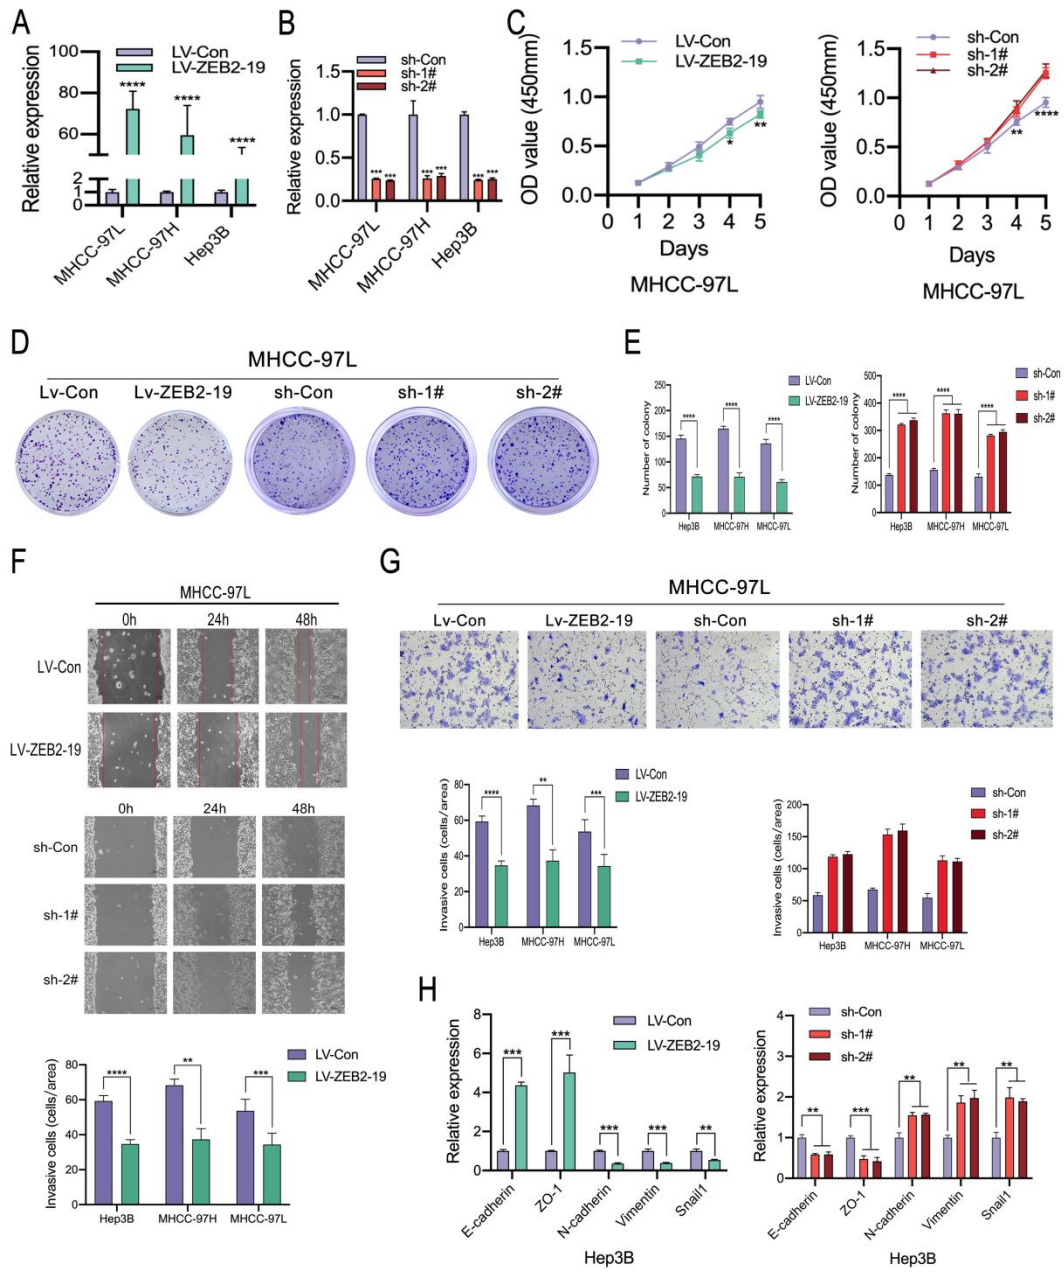 A
LV-Con
LV-ZEB2-19
Relative expression
100
80
60
2
1
0
****
****
****
MHCC-97L
MHCC-97H
Hep3B
B
sh-Con
sh-1#
sh-2#
Relative expression
1.5
1.0
0.5
0.0
*** ***
*** ***
*** ***
MHCC-97L
MHCC-97H
Hep3B
C
OD value (450mm)
1.5
1.0
0.5
0.0
LV-Con
LV-ZEB2-19
*
**
0 1 2 3 4 5
Days
MHCC-97L
OD value (450mm)
1.5
1.0
0.5
0.0
sh-Con
sh-1#
sh-2#
**
****
0 1 2 3 4 5
Days
MHCC-97L
D
MHCC-97L
Lv-Con Lv-ZEB2-19 sh-Con sh-1# sh-2#
E
Number of colony
250
200
150
100
50
0
LV-Con
LV-ZEB2-19
**** **** ****
Hep3B MHCC-97H MHCC-97L
Number of colony
500
400
300
200
100
0
sh-Con
sh-1#
sh-2#
**** **** ****
Hep3B MHCC-97H MHCC-97L
F
MHCC-97L
0h 24h 48h
LV-Con
LV-ZEB2-19
0h 24h 48h
sh-Con
sh-1#
sh-2#
Invasive cells (cells/area)
80
60
40
20
0
LV-Con
LV-ZEB2-19
**** ** ***
Hep3B MHCC-97H MHCC-97L
G
MHCC-97L
Lv-Con Lv-ZEB2-19 sh-Con sh-1# sh-2#
Invasive cells (cells/area)
80
60
40
20
0
LV-Con
LV-ZEB2-19
**** ** ***
Hep3B MHCC-97H MHCC-97L
Invasive cells (cells/area)
200
150
100
50
0
sh-Con
sh-1#
sh-2#
Hep3B MHCC-97H MHCC-97L
H
Relative expression
8
6
4
2
0
LV-Con
LV-ZEB2-19
*** *** *** *** **
E-cadherin
ZO-1
N-cadherin
Vimentin
Snail1
Hep3B
Relative expression
4
3
2
1
0
sh-Con
sh-1#
sh-2#
** *** ** ** **
E-cadherin
ZO-1
N-cadherin
Vimentin
Snail1
Hep3B